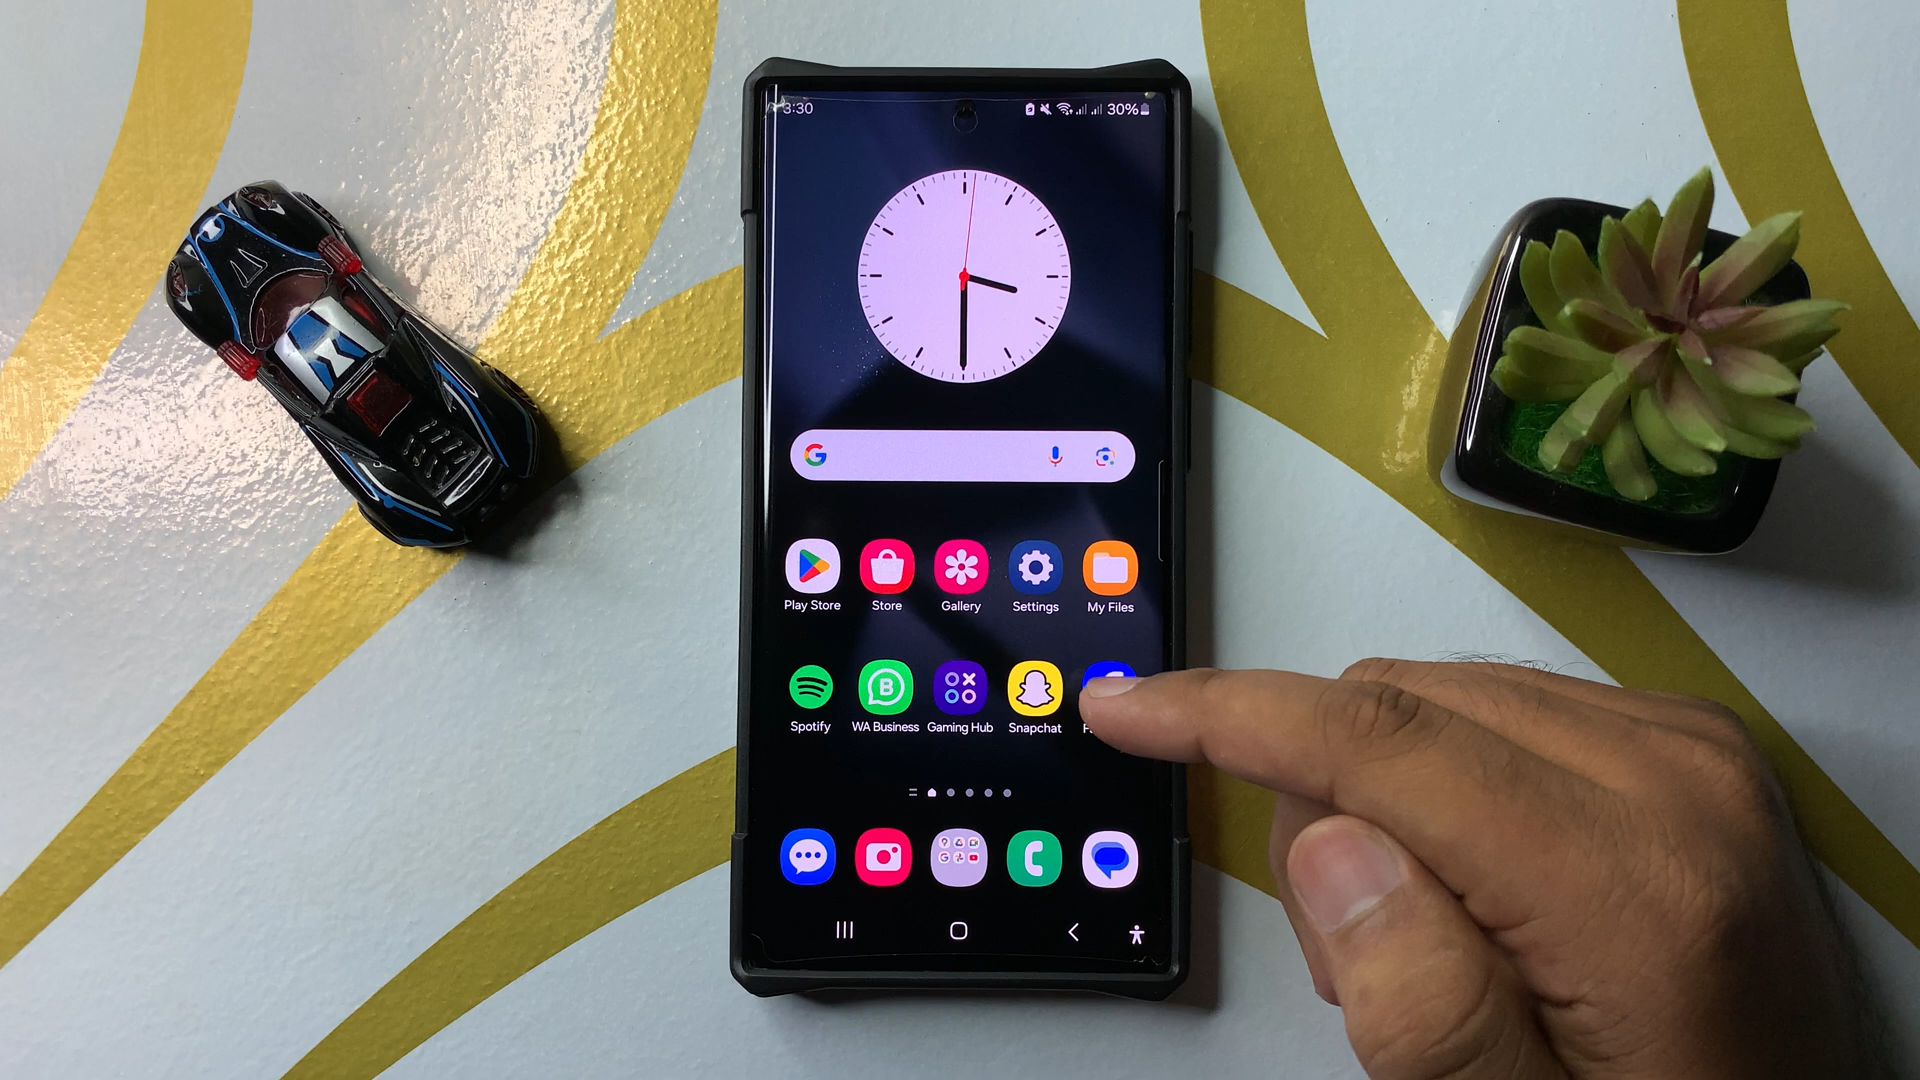 3:30 30%
Play Store Store Gallery Settings My Files
Spotify WA Business Gaming Hub Snapchat